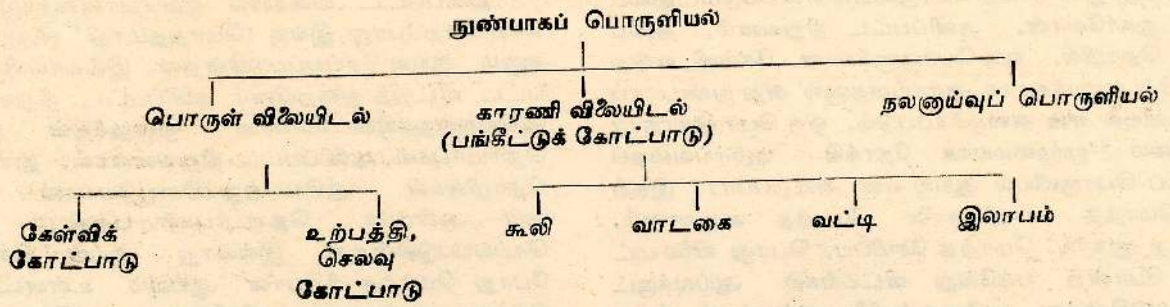 நுண்பாகப் பொருளியல்
பொருள் விலையிடல்
காரணி விலையிடல்
(பங்கீட்டுக் கோட்பாடு)
நலனாய்வுப் பொருளியல்
கேள்விக்
கோட்பாடு
உற்பத்தி,
செலவு
கோட்பாடு
கூலி
வாடகை
வட்டி
இலாபம்